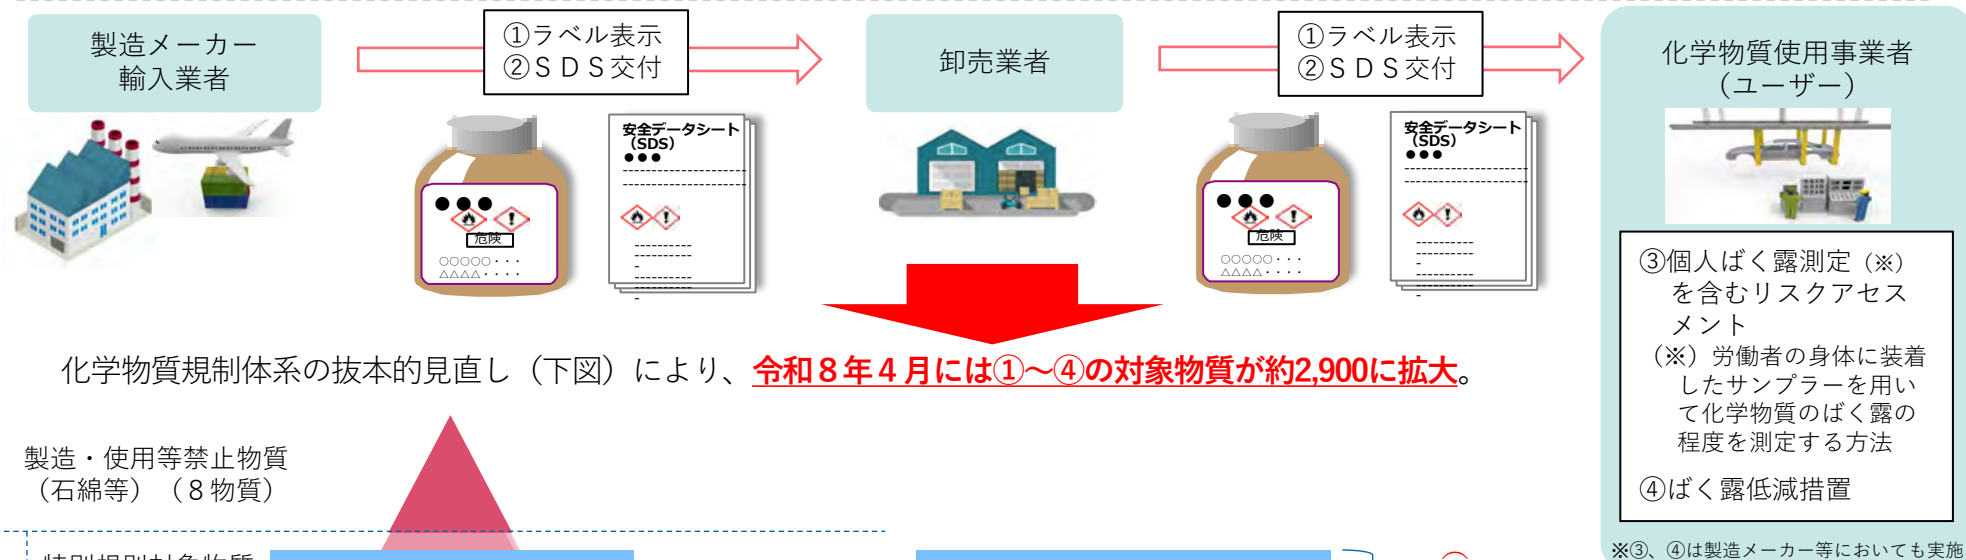 製造メーカー
輸入業者
①ラベル表示
②ＳＤＳ交付
卸売業者
①ラベル表示
②ＳＤＳ交付
化学物質使用事業者
（ユーザー）
安全データシート
（SDS）
●●●
●●●
危険
○○○○○・・・
△△△△・・・・
安全データシート
（SDS）
●●●
●●●
危険
○○○○○・・・
△△△△・・・・
③個人ばく露測定（※）
を含むリスクアセス
メント
（※）労働者の身体に装着
したサンプラーを用い
て化学物質のばく露の
程度を測定する方法
④ばく露低減措置
※③、④は製造メーカー等においても実施
化学物質規制体系の抜本的見直し（下図）により、令和８年４月には①～④の対象物質が約2,900に拡大。
製造・使用等禁止物質
（石綿等）（８物質）